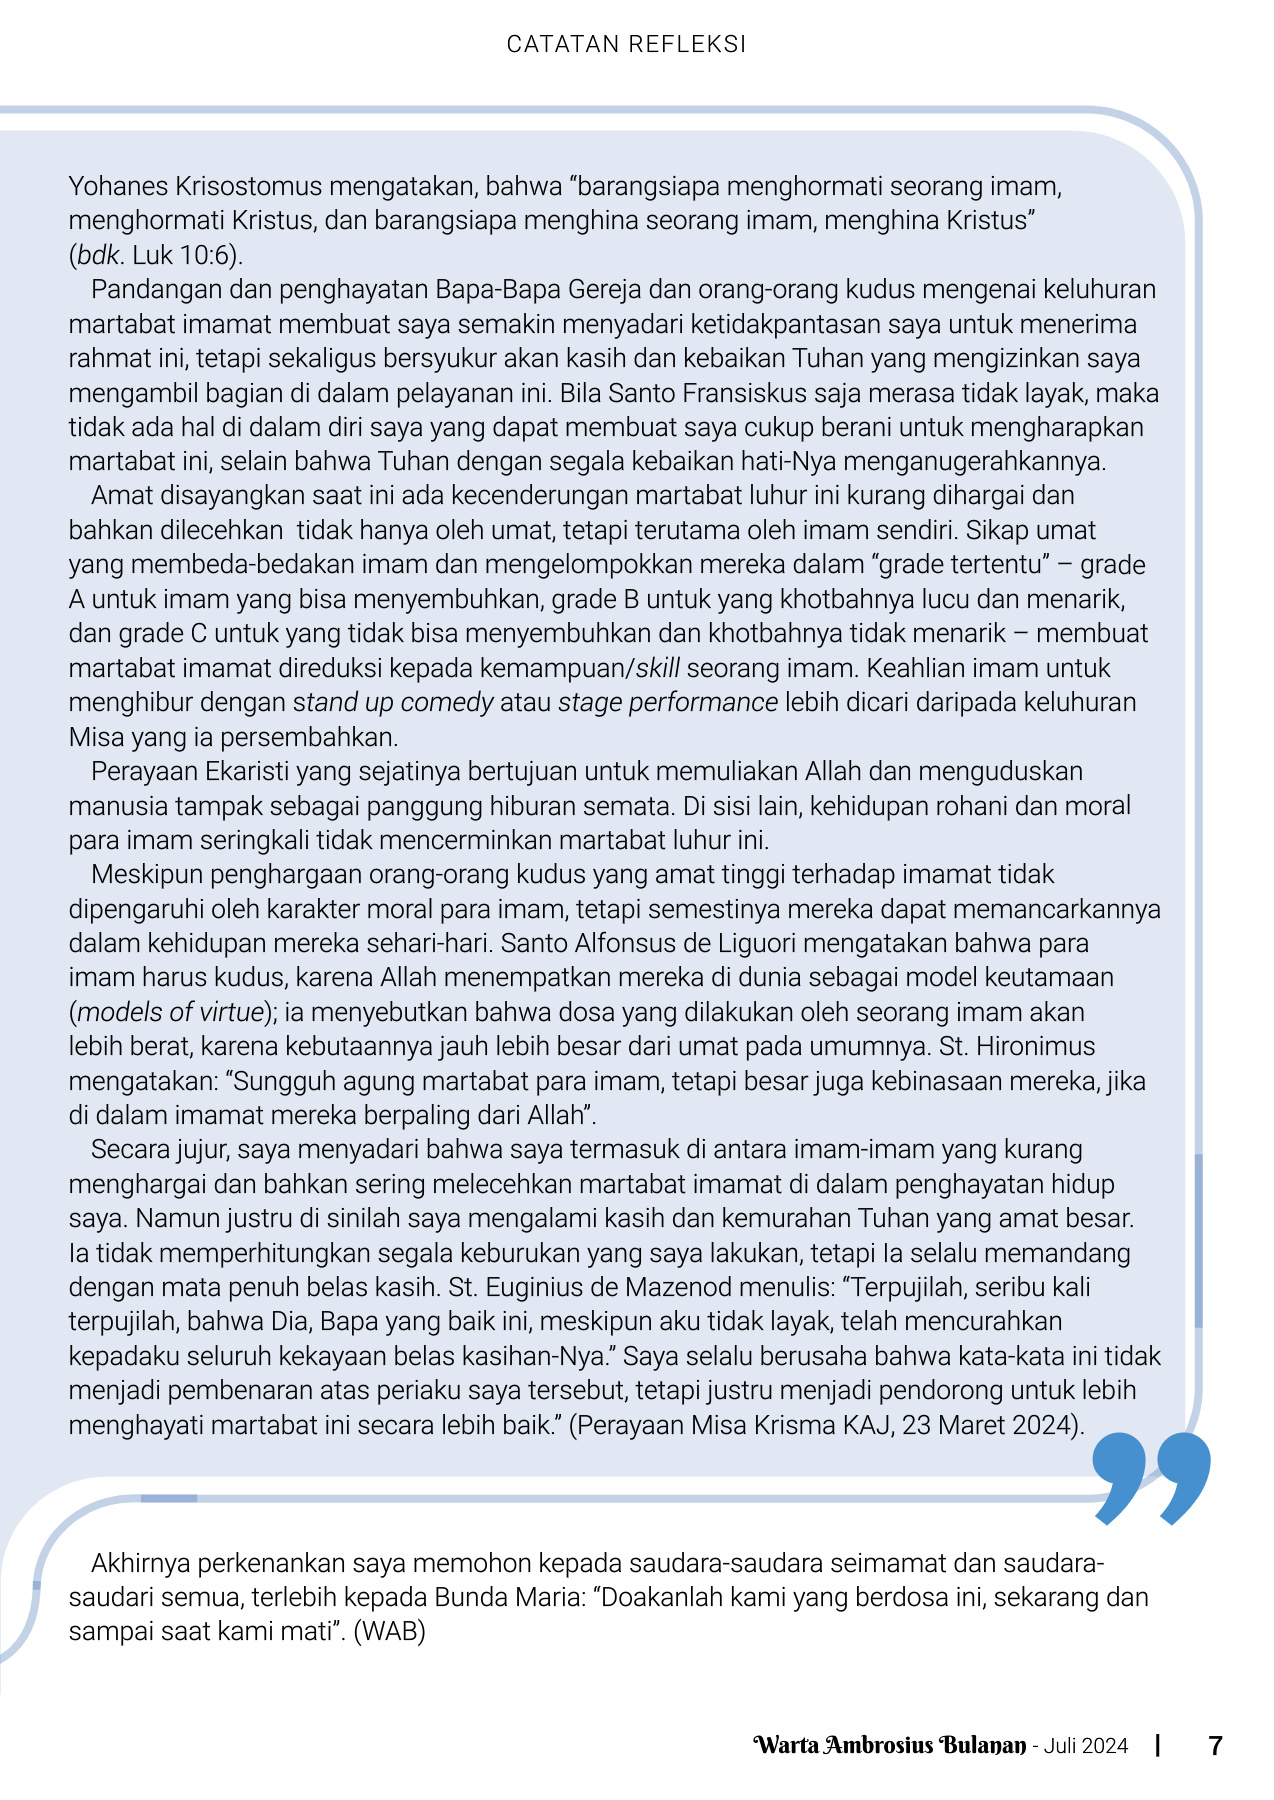 CATATAN REFLEKSI
Yohanes Krisostomus mengatakan, bahwa “barangsiapa menghormati seorang imam,
menghormati Kristus, dan barangsiapa menghina seorang imam, menghina Kristus”
(bdk. Luk 10:6).
Pandangan dan penghayatan Bapa-Bapa Gereja dan orang-orang kudus mengenai keluhuran
martabat imamat membuat saya semakin menyadari ketidakpantasan saya untuk menerima
rahmat ini, tetapi sekaligus bersyukur akan kasih dan kebaikan Tuhan yang mengizinkan saya
mengambil bagian di dalam pelayanan ini. Bila Santo Fransiskus saja merasa tidak layak, maka
tidak ada hal di dalam diri saya yang dapat membuat saya cukup berani untuk mengharapkan
martabat ini, selain bahwa Tuhan dengan segala kebaikan hati-Nya menganugerahkannya.
Amat disayangkan saat ini ada kecenderungan martabat luhur ini kurang dihargai dan
bahkan dilecehkan  tidak hanya oleh umat, tetapi terutama oleh imam sendiri. Sikap umat
yang membeda-bedakan imam dan mengelompokkan mereka dalam “grade tertentu” – grade
A untuk imam yang bisa menyembuhkan, grade B untuk yang khotbahnya lucu dan menarik,
dan grade C untuk yang tidak bisa menyembuhkan dan khotbahnya tidak menarik – membuat
martabat imamat direduksi kepada kemampuan/skill seorang imam. Keahlian imam untuk
menghibur dengan stand up comedy atau stage performance lebih dicari daripada keluhuran
Misa yang ia persembahkan.
Perayaan Ekaristi yang sejatinya bertujuan untuk memuliakan Allah dan menguduskan
manusia tampak sebagai panggung hiburan semata. Di sisi lain, kehidupan rohani dan moral
para imam seringkali tidak mencerminkan martabat luhur ini.
Meskipun penghargaan orang-orang kudus yang amat tinggi terhadap imamat tidak
dipengaruhi oleh karakter moral para imam, tetapi semestinya mereka dapat memancarkannya
dalam kehidupan mereka sehari-hari. Santo Alfonsus de Liguori mengatakan bahwa para
imam harus kudus, karena Allah menempatkan mereka di dunia sebagai model keutamaan
(models of virtue); ia menyebutkan bahwa dosa yang dilakukan oleh seorang imam akan
lebih berat, karena kebutaannya jauh lebih besar dari umat pada umumnya. St. Hironimus
mengatakan: “Sungguh agung martabat para imam, tetapi besar juga kebinasaan mereka, jika
di dalam imamat mereka berpaling dari Allah”.
Secara jujur, saya menyadari bahwa saya termasuk di antara imam-imam yang kurang
menghargai dan bahkan sering melecehkan martabat imamat di dalam penghayatan hidup
saya. Namun justru di sinilah saya mengalami kasih dan kemurahan Tuhan yang amat besar.
Ia tidak memperhitungkan segala keburukan yang saya lakukan, tetapi Ia selalu memandang
dengan mata penuh belas kasih. St. Euginius de Mazenod menulis: “Terpujilah, seribu kali
terpujilah, bahwa Dia, Bapa yang baik ini, meskipun aku tidak layak, telah mencurahkan
kepadaku seluruh kekayaan belas kasihan-Nya.” Saya selalu berusaha bahwa kata-kata ini tidak
menjadi pembenaran atas periaku saya tersebut, tetapi justru menjadi pendorong untuk lebih
menghayati martabat ini secara lebih baik.” (Perayaan Misa Krisma KAJ, 23 Maret 2024).
”
Akhirnya perkenankan saya memohon kepada saudara-saudara seimamat dan saudara-
saudari semua, terlebih kepada Bunda Maria: “Doakanlah kami yang berdosa ini, sekarang dan
sampai saat kami mati”. (WAB)
Warta Ambrosius Bulanan - Juli 2024 | 7